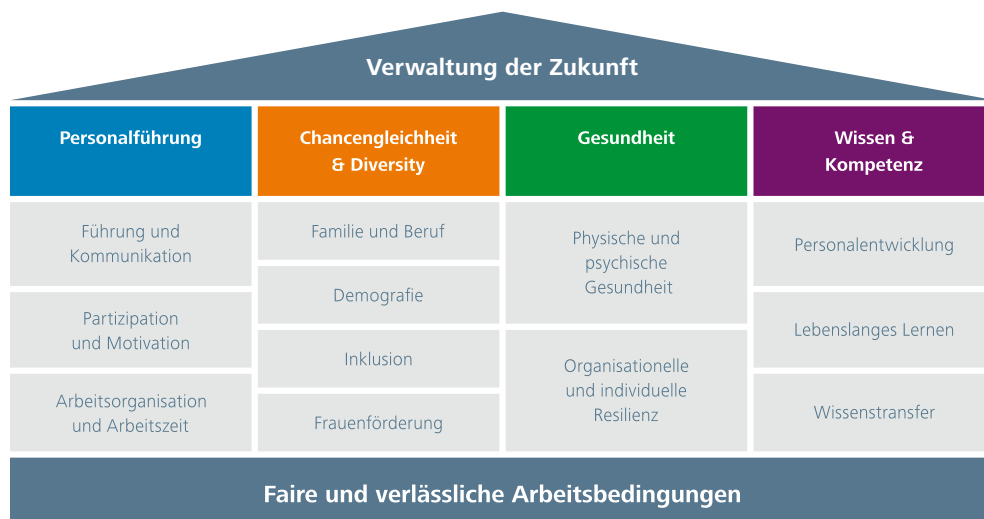 Verwaltung der Zukunft
Personalführung
Führung und
Kommunikation
Partizipation
und Motivation
Arbeitsorganisation
und Arbeitszeit
Chancengleichheit
& Diversity
Familie und Beruf
Demografie
Inklusion
Frauenförderung
Gesundheit
Physische und
psychische
Gesundheit
Organisationelle
und individuelle
Resilienz
Wissen &
Kompetenz
Personalentwicklung
Lebenslanges Lernen
Wissenstransfer
Faire und verlässliche Arbeitsbedingungen